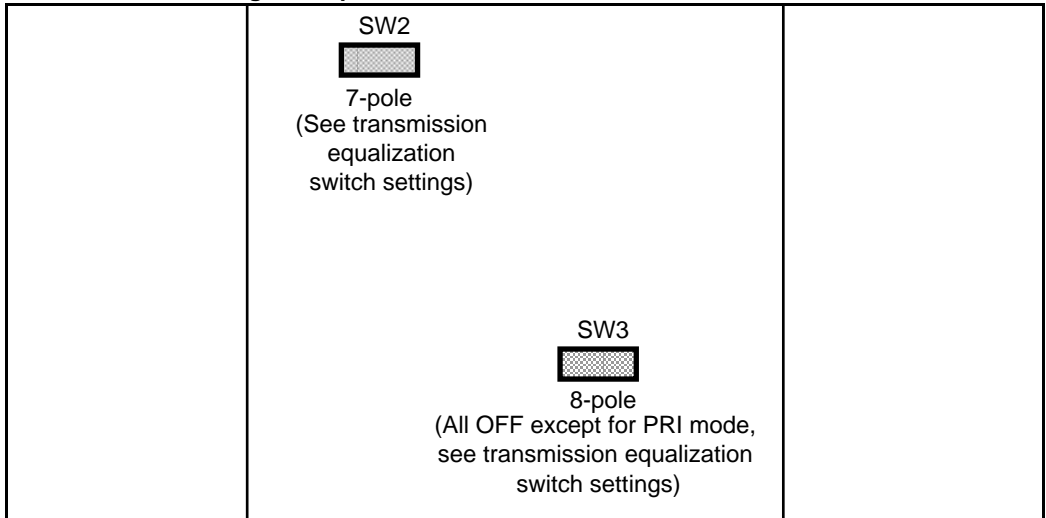 SW2
7-pole
(See transmission
equalization
switch settings)
SW3
8-pole
(All OFF except for PRI mode,
see transmission equalization
switch settings)